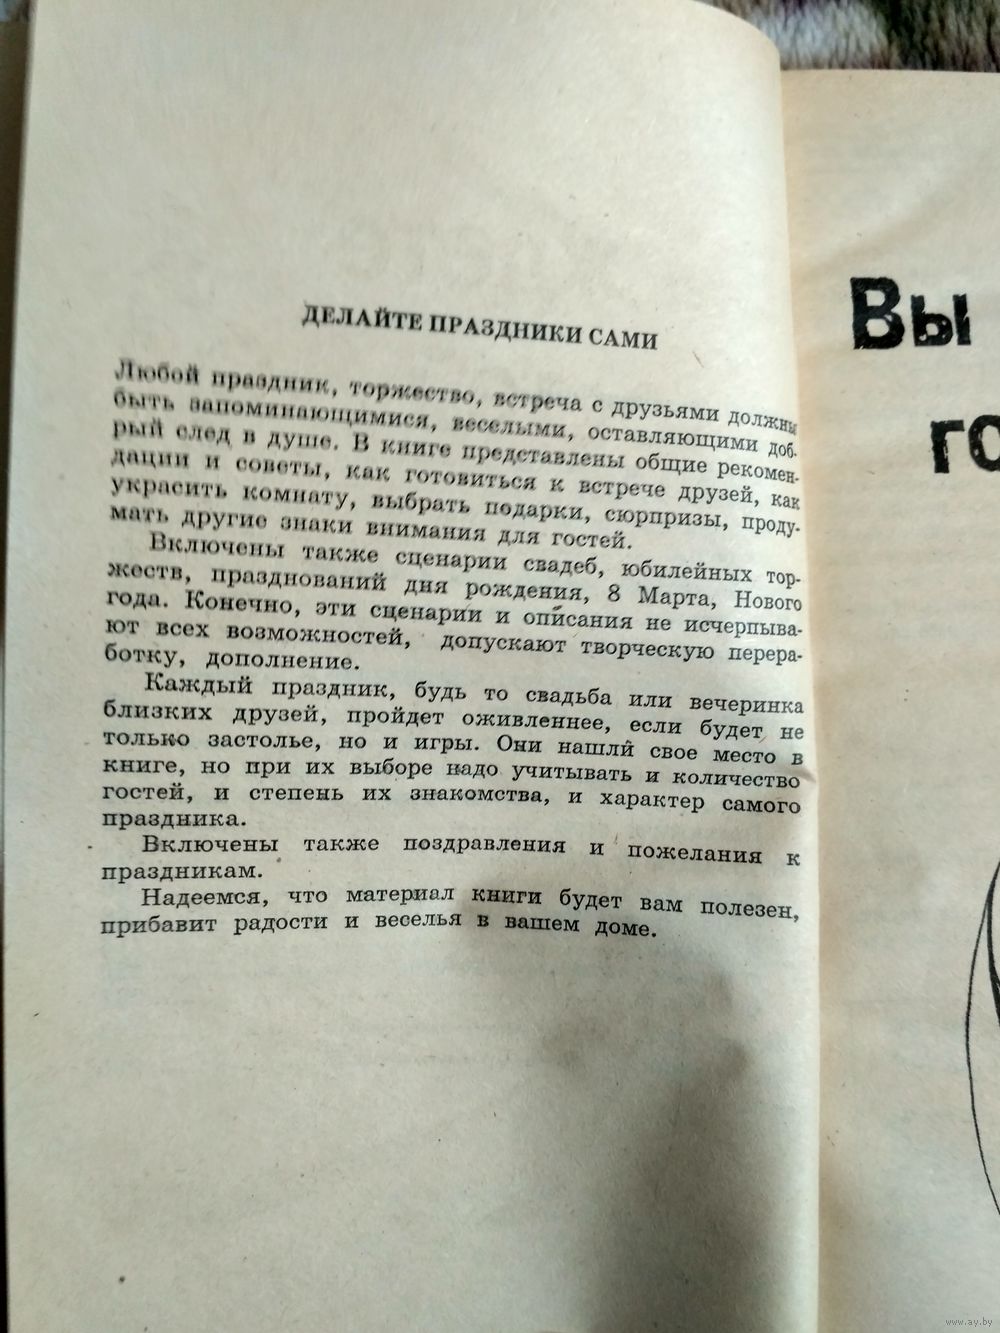 ДЕЛАЙТЕ ПРАЗДНИКИ САМИ
Любой праздник, торжество, встреча с друзьями должны
быть запоминающимися, веселыми, оставляющими доб-
рый след в душе. В книге представлены общие рекомен-
дации и советы, как готовиться к встрече друзей, как
украсить комнату, выбрать подарки, сюрпризы, проду-
мать другие знаки внимания для гостей.
Включены также сценарии свадеб, юбилейных тор-
жеств, празднований дня рождения, 8 Марта, Нового
года. Конечно, эти сценарии и описания не исчерпыва-
ют всех возможностей, допускают творческую перера-
ботку, дополнение.
Каждый праздник, будь то свадьба или вечеринка
близких друзей, пройдет оживленнее, если будет не
только застолье, но и игры. Они нашли свое место в
книге, но при их выборе надо учитывать и количество
гостей, и степень их знакомства, и характер самого
праздника.
Включены также поздравления и пожелания к
праздникам.
Надеемся, что материал книги будет вам полезен,
прибавит радости и веселья в вашем доме.
Вы
го
www.ay.by